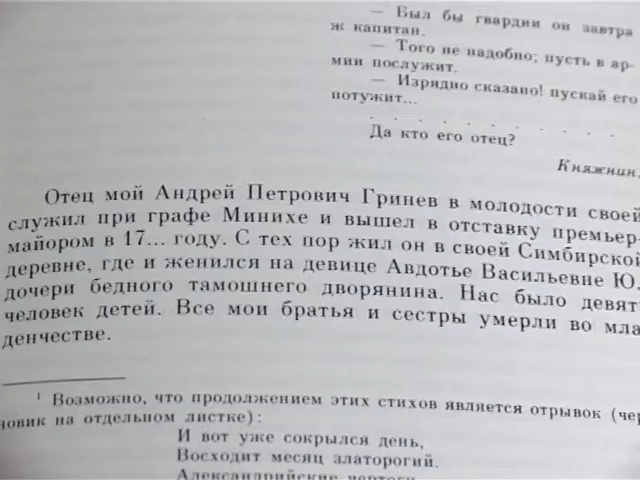 — Был бы гвардии он завтра
ж капитан.
— Того не надобно; пусть в ар-
мии послужит.
— Изрядно сказано! пускай его
потужит...
. . . . . . . . . . .
Да кто его отец?
Княжнин.
Отец мой Андрей Петрович Гринев в молодости своей
служил при графе Минихе и вышел в отставку премьер-
майором в 17... году. С тех пор жил он в своей Симбирской
деревне, где и женился на девице Авдотье Васильевне Ю.
дочери бедного тамошнего дворянина. Нас было девят
человек детей. Все мои братья и сестры умерли во мла
денчестве.
¹ Возможно, что продолжением этих стихов является отрывок (чер
новик на отдельном листке):
И вот уже сокрылся день,
Восходит месяц златорогий.
Александрийские чертоги